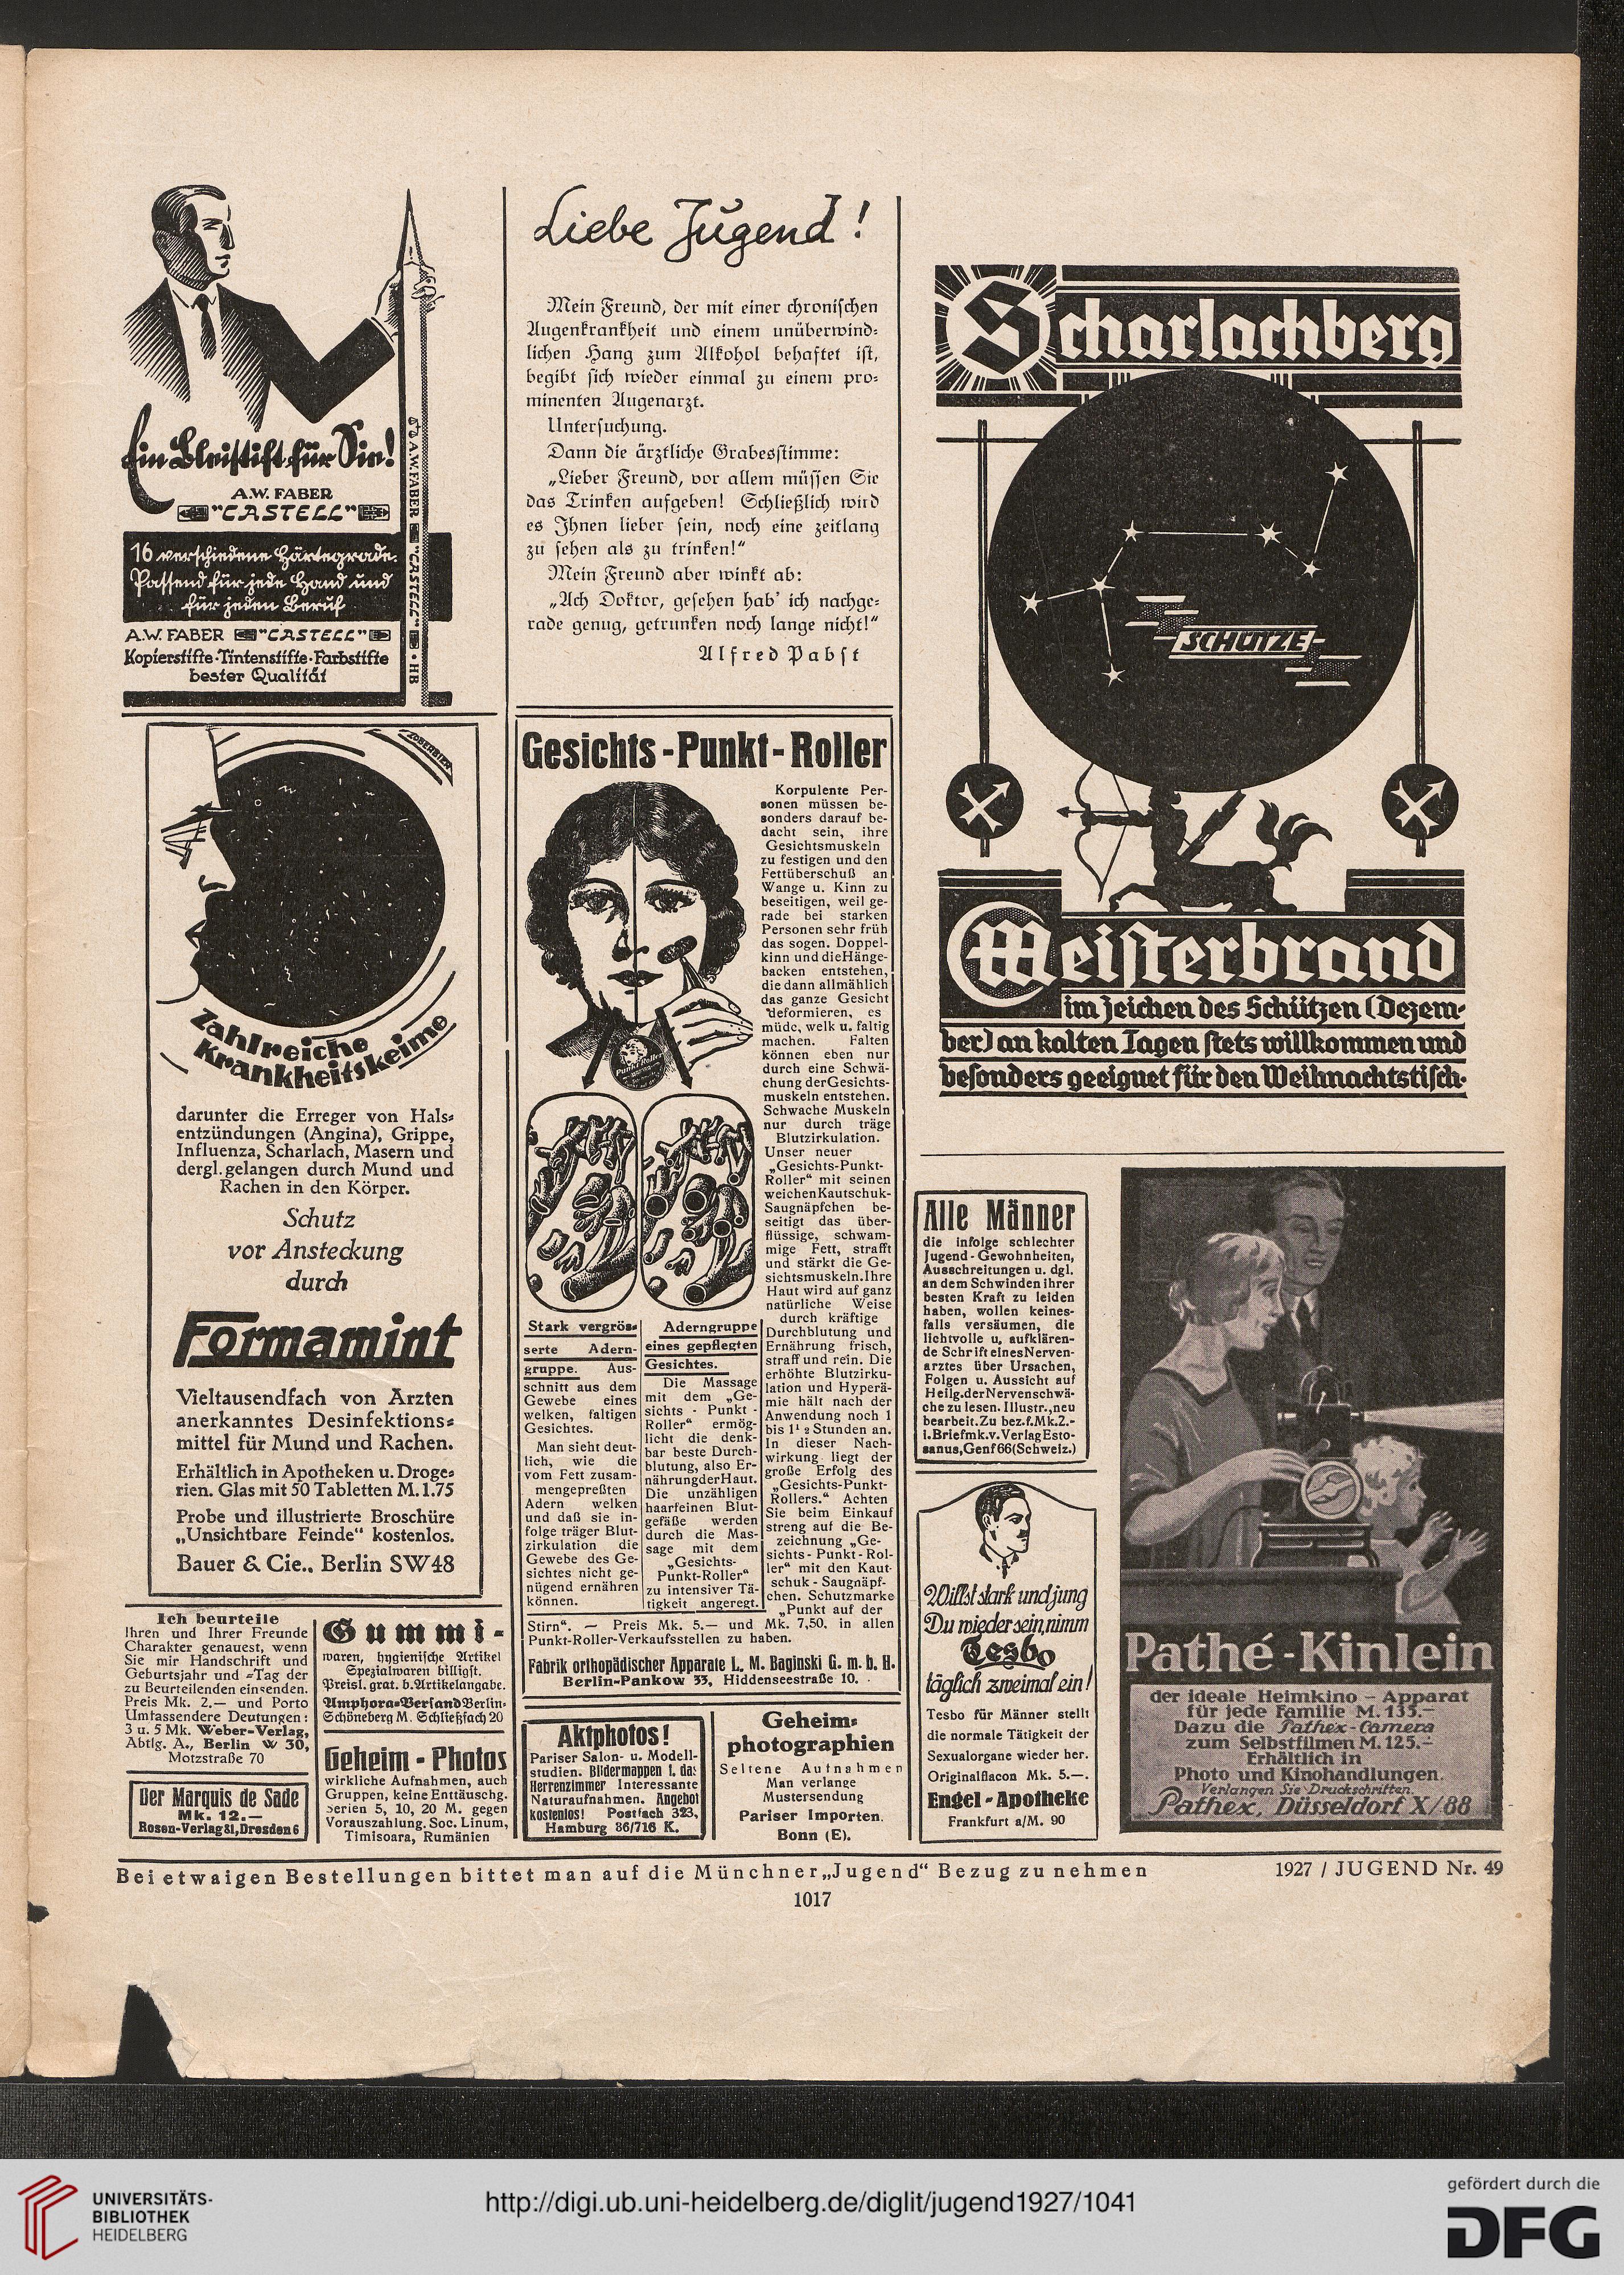 Ein Bleistift für Sie!
A.W. FABER
"CASTELL"
16 verschiedene Härtegrade.
Passend für jede Hand und
für jeden Beruf
A.W. FABER "CASTELL"
Kopierstifte·Tintenstifte·Farbstifte
bester Qualität
A.W. FABER "CASTELL" · HB
Zahlreiche
Krankheitskeime
darunter die Erreger von Hals-
entzündungen (Angina), Grippe,
Influenza, Scharlach, Masern und
dergl. gelangen durch Mund und
Rachen in den Körper.
Schutz
vor Ansteckung
durch
Formamint
Vieltausendfach von Ärzten
anerkanntes Desinfektions-
mittel für Mund und Rachen.
Erhältlich in Apotheken u. Droge-
rien. Glas mit 50 Tabletten M. 1.75
Probe und illustrierte Broschüre
„Unsichtbare Feinde“ kostenlos.
Bauer & Cie., Berlin SW48
Ich beurteile
Ihren und Ihrer Freunde
Charakter genauest, wenn
Sie mir Handschrift und
Geburtsjahr und -Tag der
zu Beurteilenden einsenden.
Preis Mk. 2.— und Porto
Umfassendere Deutungen:
3 u. 5 Mk. Weber-Verlag,
Abtlg. A., Berlin W 30,
Motzstraße 70
Der Marquis de Sade
Mk. 12.—
Rosen-Verlag 81, Dresden 6
Gummi-
waren, hygienische Artikel
Spezialwaren billigst.
Preisl. grat. b. Artikelangabe.
Amphora-Versand Berlin-
Schöneberg M. Schließfach 20
Geheim - Photos
wirkliche Aufnahmen, auch
Gruppen, keine Enttäuschg.
Serien 5, 10, 20 M. gegen
Vorauszahlung. Soc. Linum,
Timisoara, Rumänien
Liebe Jugend!
Mein Freund, der mit einer chronischen
Augenkrankheit und einem unüberwind-
lichen Hang zum Alkohol behaftet ist,
begibt sich wieder einmal zu einem pro-
minenten Augenarzt.
Untersuchung.
Dann die ärztliche Grabesstimme:
„Lieber Freund, vor allem müssen Sie
das Trinken aufgeben! Schließlich wird
es Ihnen lieber sein, noch eine zeitlang
zu sehen als zu trinken!“
Mein Freund aber winkt ab:
„Ach Doktor, gesehen hab' ich nachge-
rade genug, getrunken noch lange nicht!“
Alfred Pabst
Gesichts - Punkt - Roller
Korpulente Per-
sonen müssen be-
sonders darauf be-
dacht sein, ihre
Gesichtsmuskeln
zu festigen und den
Fettüberschuß an
Wange u. Kinn zu
beseitigen, weil ge-
rade bei starken
Personen sehr früh
das sogen. Doppel-
kinn und die Hänge-
backen entstehen,
die dann allmählich
das ganze Gesicht
deformieren, es
müde, welk u. faltig
machen. Falten
können eben nur
durch eine Schwä-
chung der Gesichts-
muskeln entstehen.
Schwache Muskeln
nur durch träge
Blutzirkulation.
Unser neuer
„Gesichts-Punkt-
Roller“ mit seinen
weichen Kautschuk-
Saugnäpfchen be-
seitigt das über-
flüssige, schwam-
mige Fett, strafft
und stärkt die Ge-
sichtsmuskeln. Ihre
Haut wird auf ganz
natürliche Weise
durch kräftige
Durchblutung und
Ernährung frisch,
straff und rein. Die
erhöhte Blutzirku-
lation und Hyperä-
mie hält nach der
Anwendung noch 1
bis 1½ Stunden an.
In dieser Nach-
wirkung liegt der
große Erfolg des
„Gesichts-Punkt-
Rollers.“ Achten
Sie beim Einkauf
streng auf die Be-
zeichnung „Ge-
sichts - Punkt - Rol-
ler“ mit den Kaut-
schuk - Saugnäpf-
chen. Schutzmarke
„Punkt auf der
Stark vergrös-
serte Adern-
gruppe. Aus-
schnitt aus dem
Gewebe eines
welken, faltigen
Gesichtes.
Man sieht deut-
lich, wie die
vom Fett zusam-
mengepreßten
Adern welken
und daß sie in-
folge träger Blut-
zirkulation die
Gewebe des Ge-
sichtes nicht ge-
nügend ernähren
können.
Aderngruppe
eines gepflegten
Gesichtes.
Die Massage
mit dem „Ge-
sichts - Punkt -
Roller“ ermög-
licht die denk-
bar beste Durch-
blutung, also Er-
nährung der Haut.
Die unzähligen
haarfeinen Blut-
gefäße werden
durch die Mas-
sage mit dem
„Gesichts-
Punkt-Roller“
zu intensiver Tä-
tigkeit angeregt.
Stirn“. — Preis Mk. 5.— und Mk. 7,50. in allen
Punkt-Roller-Verkaufsstellen zu haben.
Fabrik orthopädischer Apparate L. M. Baginski G. m. b. H.
Berlin-Pankow 33, Hiddenseestraße 10.
Aktphotos!
Pariser Salon- u. Modell-
studien. Bildermappen f. das
Herrenzimmer Interessante
Naturaufnahmen. Angebot
kostenlos! Postfach 323,
Hamburg 36/716 K.
Geheim-
photographien
Seltene Aufnahmen
Man verlange
Mustersendung
Pariser Importen,
Bonn (E).
Scharlachberg
SCHÜTZE
Meisterbrand
im Zeichen des Schützen (Dezem-
ber) an kalten Tagen stets willkommen und
besonders geeignet für den Weihnachtstisch·
Alle Männer
die infolge schlechter
Jugend - Gewohnheiten,
Ausschreitungen u. dgl.
an dem Schwinden ihrer
besten Kraft zu leiden
haben, wollen keines-
falls versäumen, die
lichtvolle u. aufklären-
de Schrift eines Nerven-
arztes über Ursachen,
Folgen u. Aussicht auf
Heilg. der Nervenschwä-
che zu lesen. Illustr., neu
bearbeit. Zu bez. f. Mk. 2.-
i. Briefmk. v. Verlag Esto-
sanus, Genf 66 (Schweiz.)
Willst stark und jung
Du wieder sein, nimm
Tesbo
täglich zweimal ein!
Tesbo für Männer stellt
die normale Tätigkeit der
Sexualorgane wieder her.
Originalflacon Mk. 5.—.
Engel - Apotheke
Frankfurt a/M. 90
Pathé-Kinlein
der ideale Heimkino - Apparat
für jede Familie M. 135.-
Dazu die Pathex-Camera
zum Selbstfilmen M. 125.-
Erhältlich in
Photo und Kinohandlungen.
Verlangen Sie Druckschriften.
Pathex, Düsseldorf X/88
Bei etwaigen Bestellungen bittet man auf die Münchner „Jugend“ Bezug zu nehmen
1927 / JUGEND Nr. 49
1017
UNIVERSITÄTS-
BIBLIOTHEK
HEIDELBERG
http://digi.ub.uni-heidelberg.de/diglit/jugend1927/1041
gefördert durch die
DFG